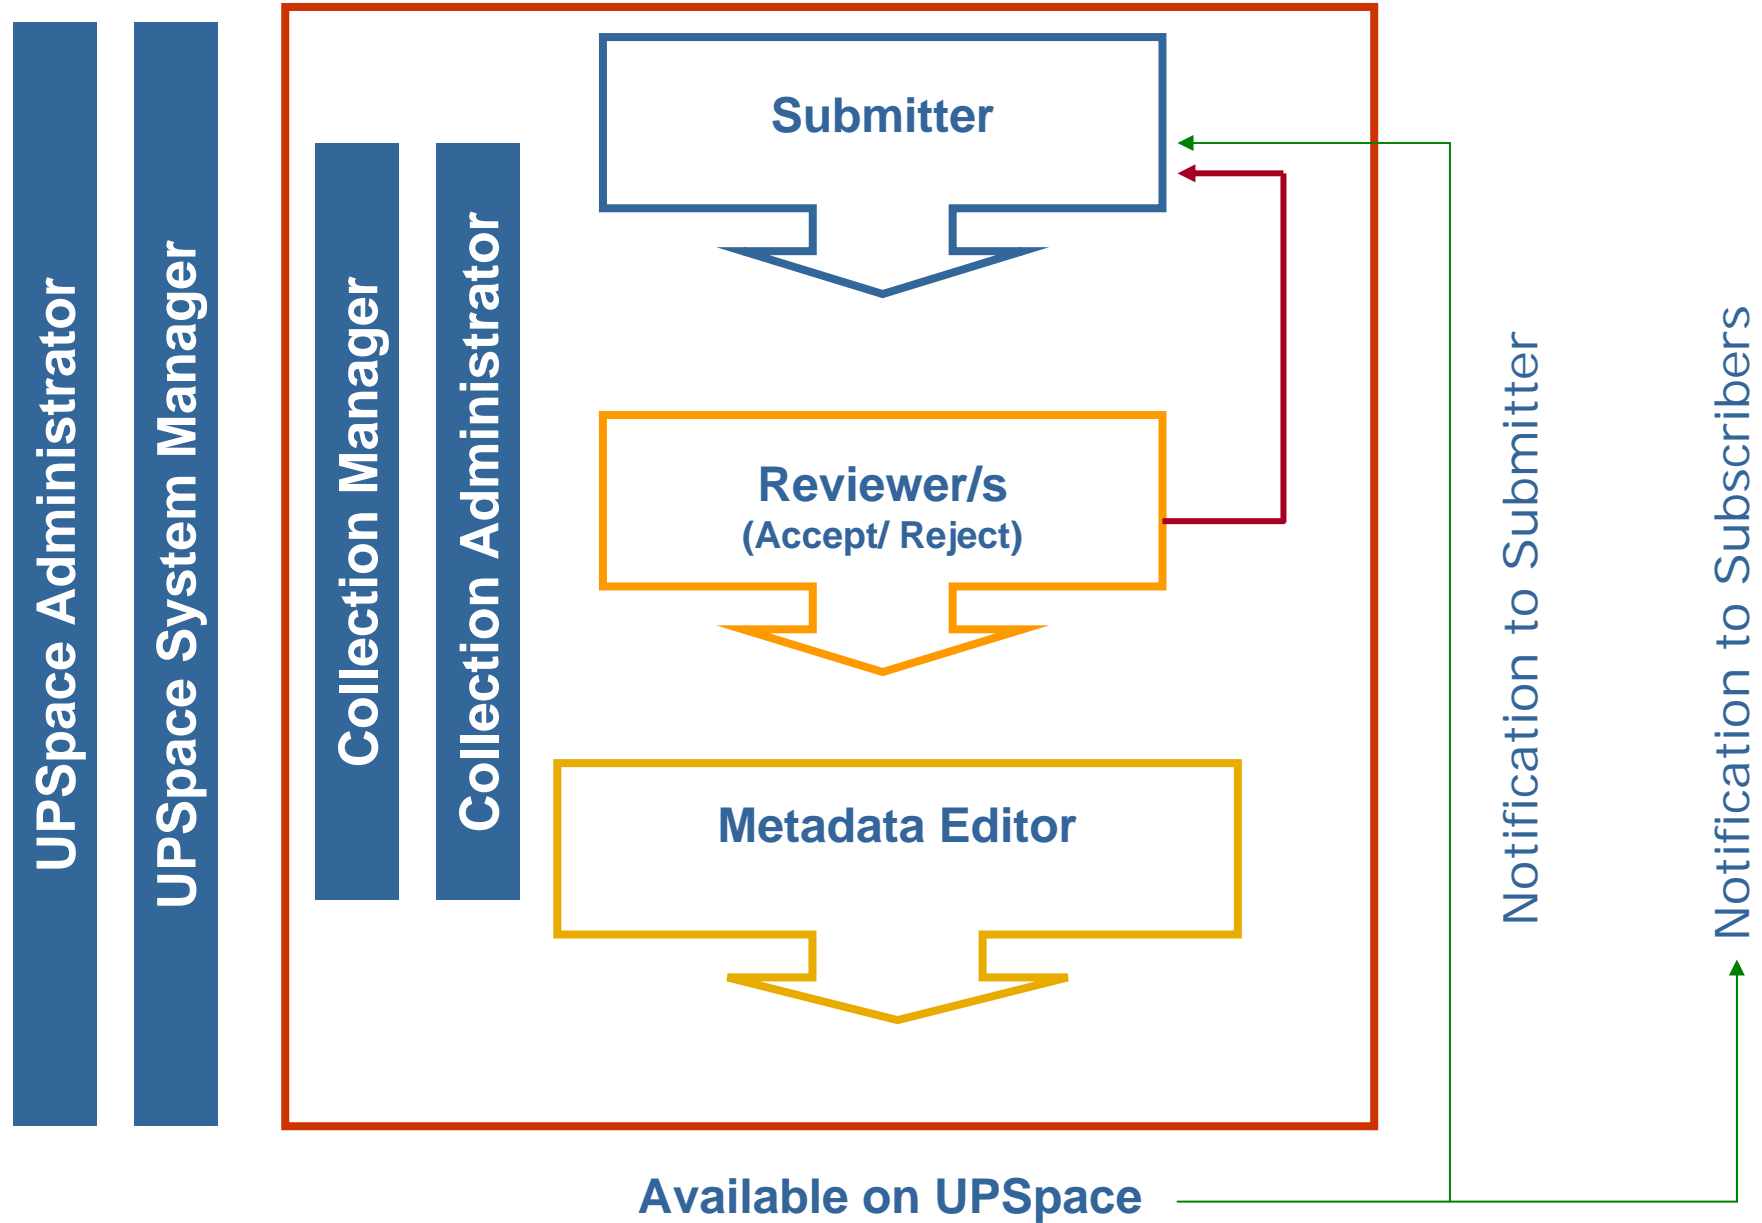 UPSpace Administrator
UPSpace System Manager
Collection Manager
Collection Administrator
Submitter
Reviewer/s
(Accept/ Reject)
Metadata Editor
Notification to Submitter
Notification to Subscribers
Available on UPSpace